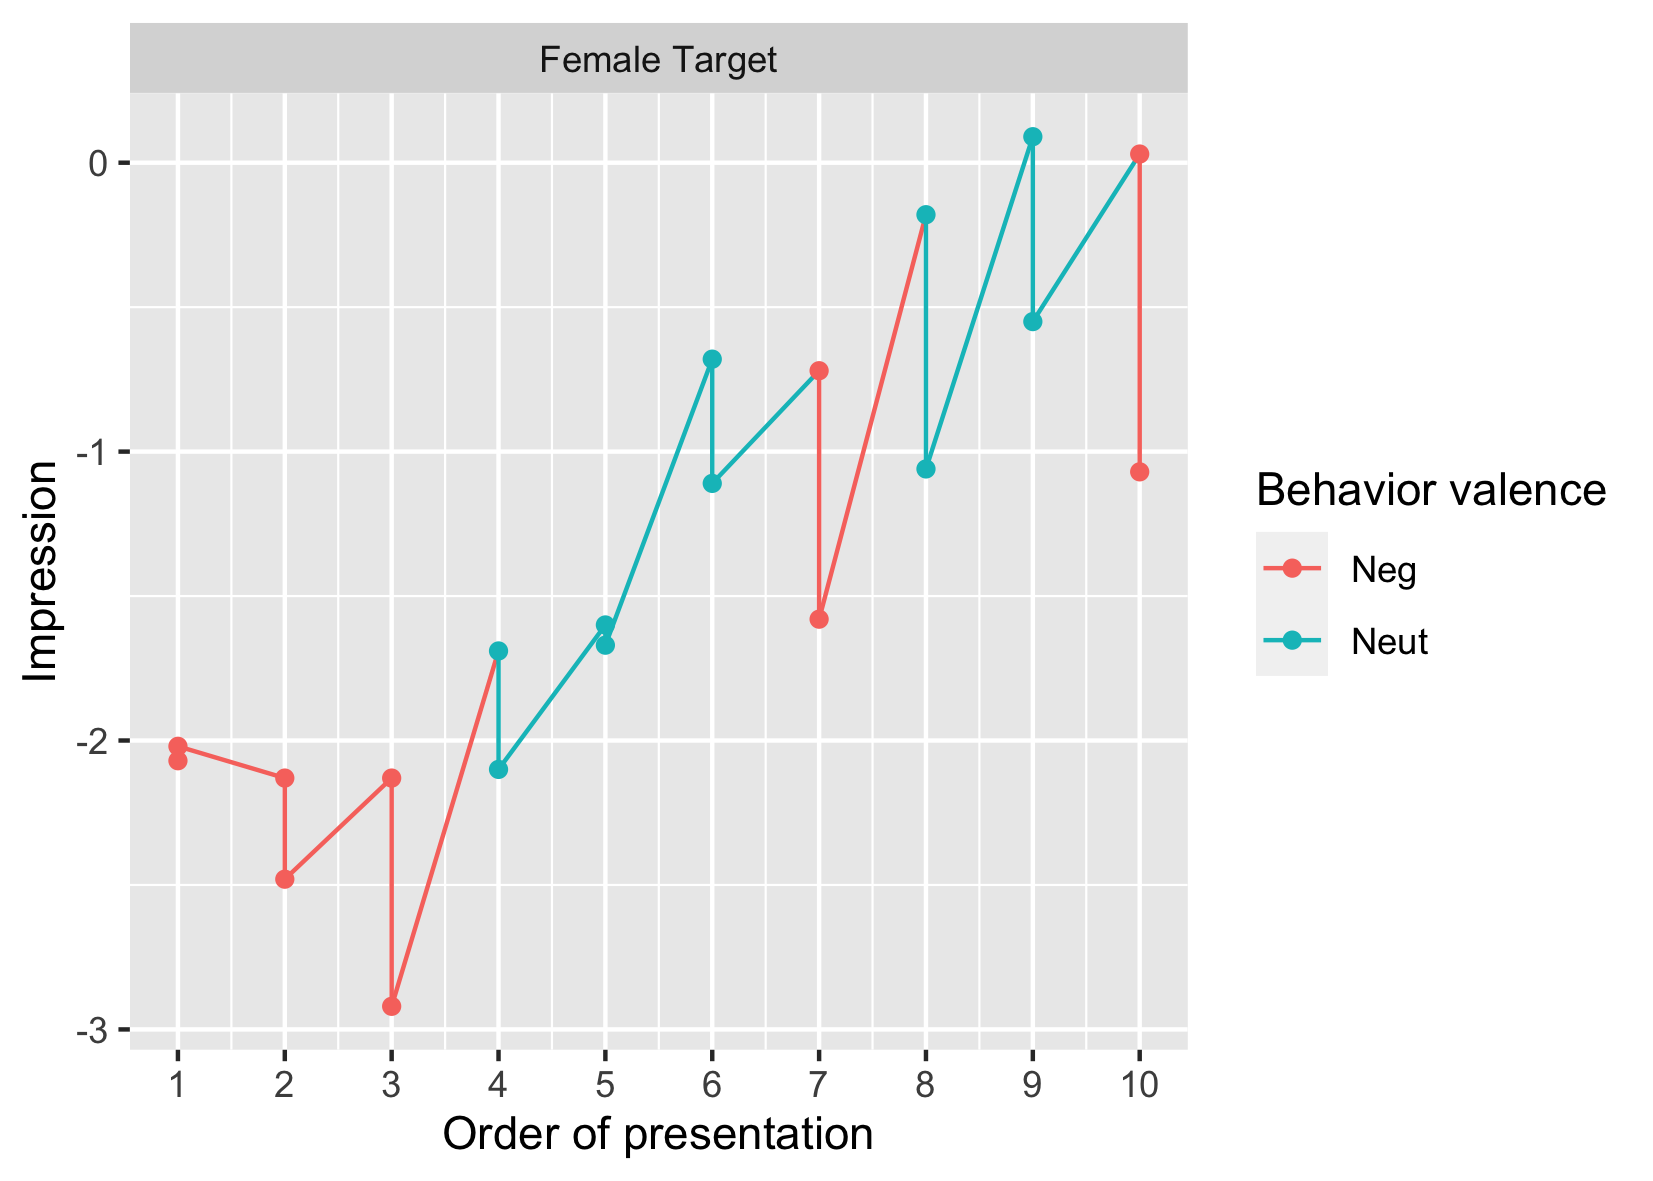 Female Target
0
-1
-2
-3
Impression
1 2 3 4 5 6 7 8 9 10
Order of presentation
Behavior valence
Neg
Neut